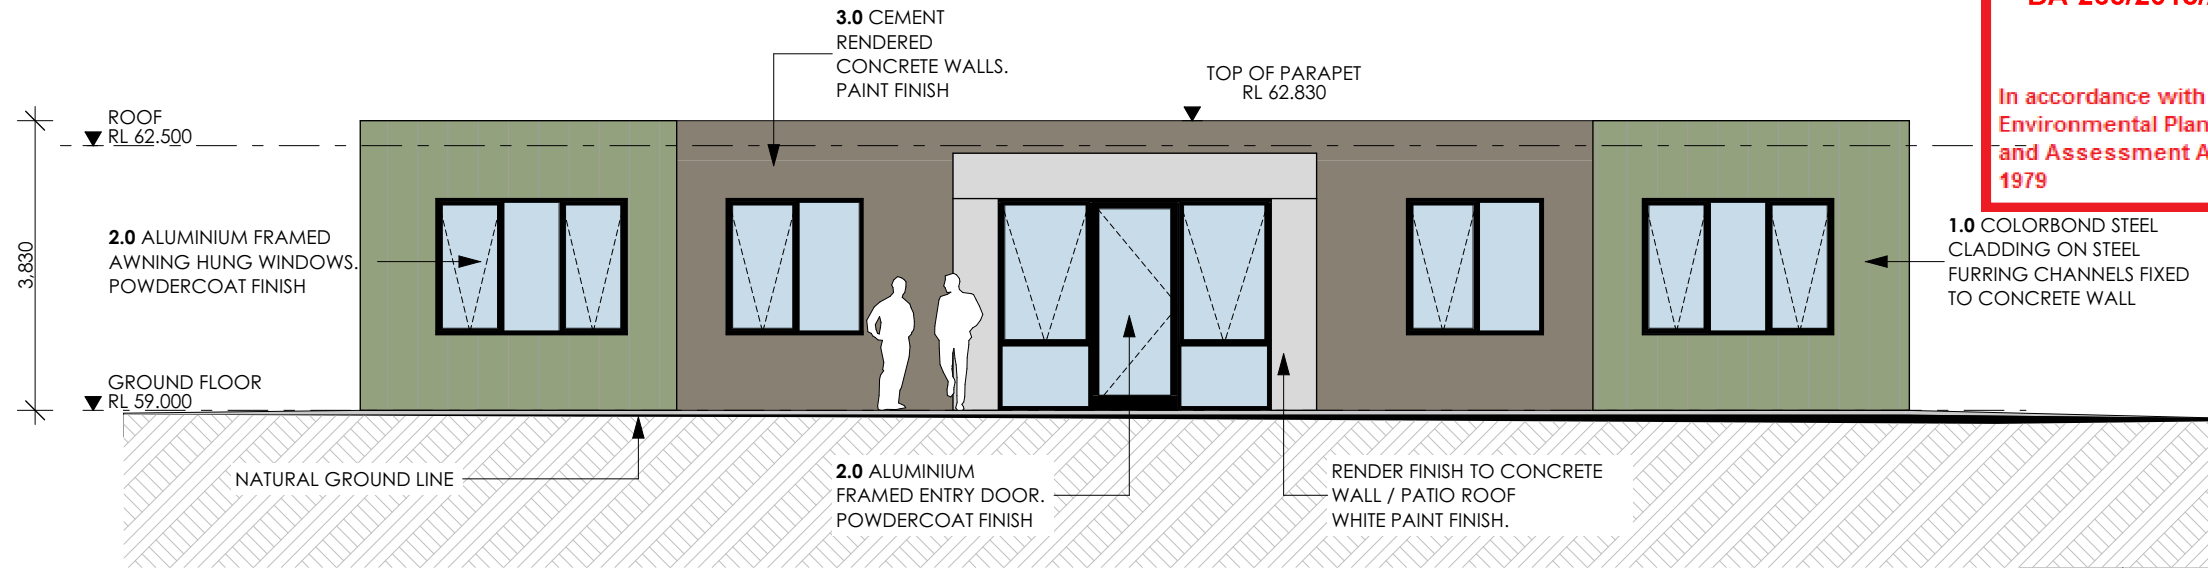 3.0 CEMENT
RENDERED
CONCRETE WALLS.
PAINT FINISH
TOP OF PARAPET
RL 62.830
In accordance with
Environmental Plan
and Assessment A
1979
ROOF
RL 62.500
3,830
2.0 ALUMINIUM FRAMED
AWNING HUNG WINDOWS.
POWDERCOAT FINISH
1.0 COLORBOND STEEL
CLADDING ON STEEL
FURRING CHANNELS FIXED
TO CONCRETE WALL
GROUND FLOOR
RL 59.000
NATURAL GROUND LINE
2.0 ALUMINIUM
FRAMED ENTRY DOOR.
POWDERCOAT FINISH
RENDER FINISH TO CONCRETE
WALL / PATIO ROOF
WHITE PAINT FINISH.